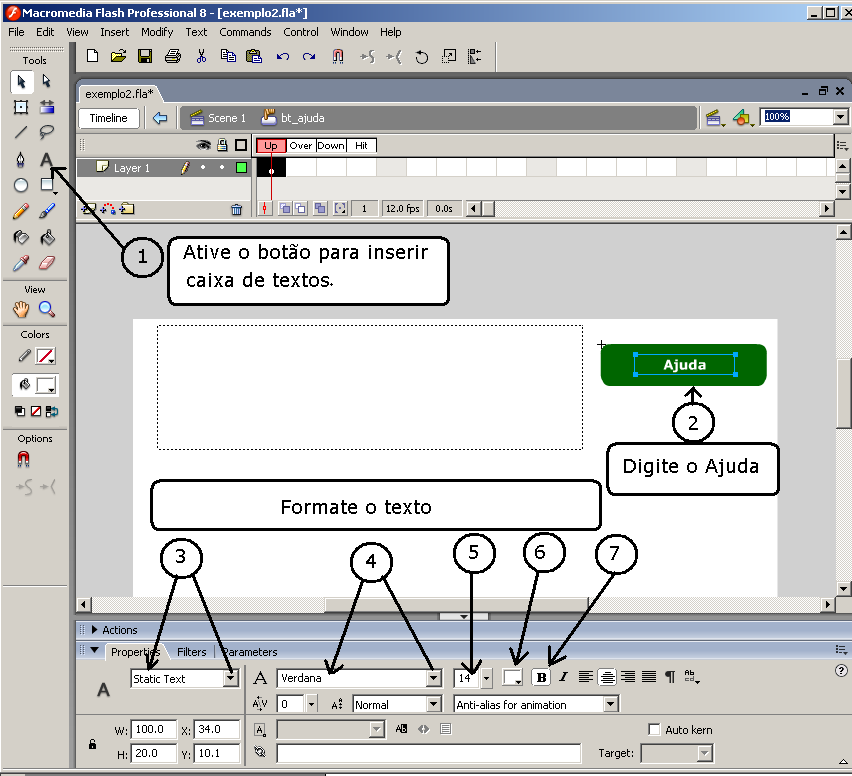 Macromedia Flash Professional 8 - [exemplo2.fla*]
File Edit View Insert Modify Text Commands Control Window Help
Tools
exemplo2.fla*
Timeline Scene 1 bt_ajuda 100%
Up Over Down Hit
Layer 1
1 12.0 fps 0.0s
1
Ative o botão para inserir
caixa de textos.
View
Colors
Options
Ajuda
2
Digite o Ajuda
Formate o texto
3 4 5 6 7
Actions
Properties Filters Parameters
Static Text A Verdana 14 B I
A
A|V 0 Normal Anti-alias for animation
W: 100.0 X: 34.0 Auto kern
H: 20.0 Y: 10.1 Target: